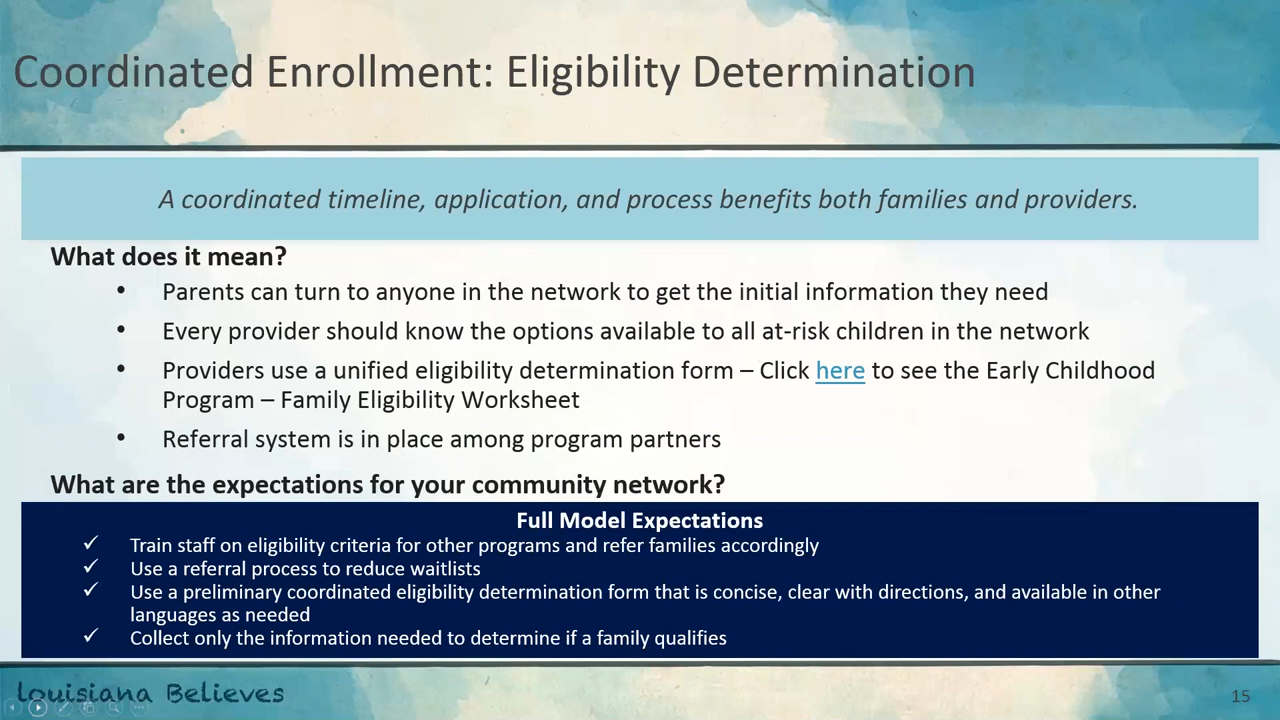 Coordinated Enrollment: Eligibility Determination
A coordinated timeline, application, and process benefits both families and providers.
What does it mean?
• Parents can turn to anyone in the network to get the initial information they need
• Every provider should know the options available to all at-risk children in the network
• Providers use a unified eligibility determination form – Click here to see the Early Childhood
Program – Family Eligibility Worksheet
• Referral system is in place among program partners
What are the expectations for your community network?
Full Model Expectations
✓ Train staff on eligibility criteria for other programs and refer families accordingly
✓ Use a referral process to reduce waitlists
✓ Use a preliminary coordinated eligibility determination form that is concise, clear with directions, and available in other
languages as needed
✓ Collect only the information needed to determine if a family qualifies
Louisiana Believes
15